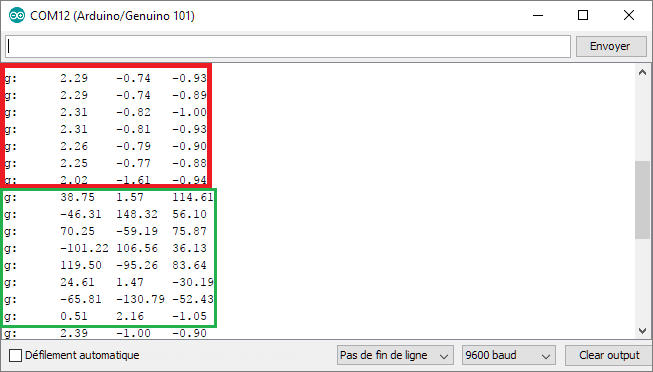 COM12 (Arduino/Genuino 101)
Envoyer
g: 2.29 -0.74 -0.93
g: 2.29 -0.74 -0.89
g: 2.31 -0.82 -1.00
g: 2.31 -0.81 -0.93
g: 2.26 -0.79 -0.90
g: 2.25 -0.77 -0.88
g: 2.02 -1.61 -0.94
g: 38.75 1.57 114.61
g: -46.31 148.32 56.10
g: 70.25 -59.19 75.87
g: -101.22 106.56 36.13
g: 119.50 -95.26 83.64
g: 24.61 1.47 -30.19
g: -65.81 -130.79 -52.43
g: 0.51 2.16 -1.05
g: 2.39 -1.00 -0.90
Défilement automatique Pas de fin de ligne 9600 baud Clear output